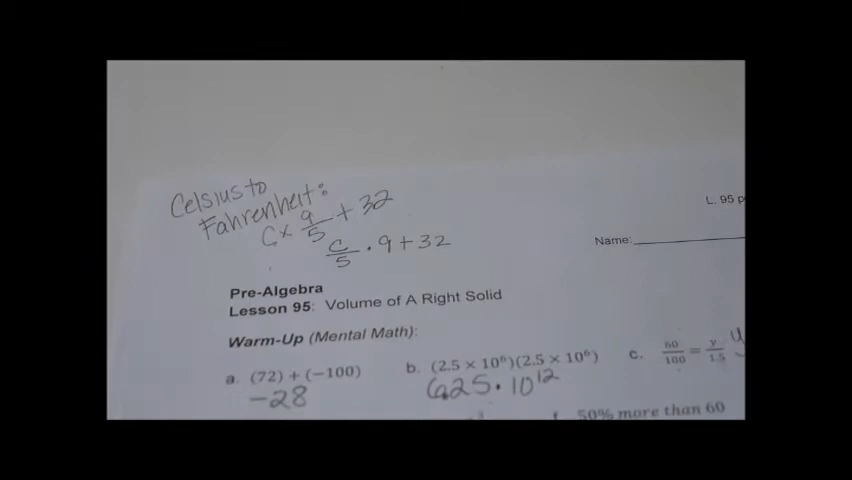 Celsius to
Fahrenheit:
C × 9/5 + 32
C/5 · 9 + 32
L. 95 p
Name:
Pre-Algebra
Lesson 95: Volume of A Right Solid
Warm-Up (Mental Math):
a. (72) + (−100) b. (2.5 × 10⁶)(2.5 × 10⁶) c. 60/100 = y/1.5
−28 6.25 · 10¹²
50% more than 60